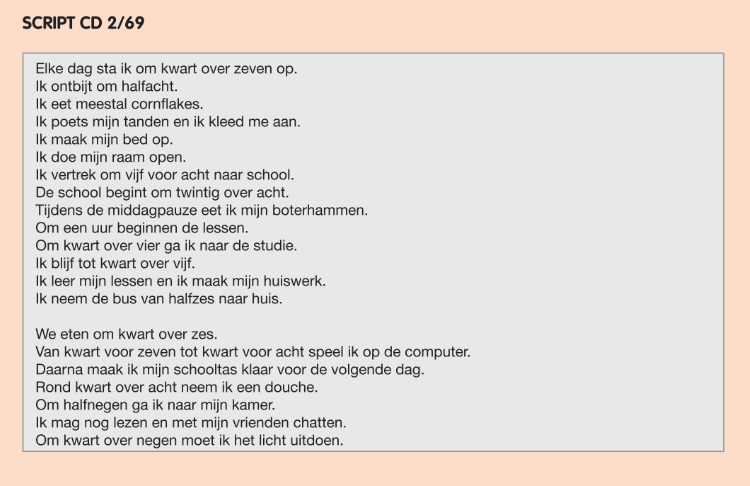 SCRIPT CD 2/69
Elke dag sta ik om kwart over zeven op.
Ik ontbijt om halfacht.
Ik eet meestal cornflakes.
Ik poets mijn tanden en ik kleed me aan.
Ik maak mijn bed op.
Ik doe mijn raam open.
Ik vertrek om vijf voor acht naar school.
De school begint om twintig over acht.
Tijdens de middagpauze eet ik mijn boterhammen.
Om een uur beginnen de lessen.
Om kwart over vier ga ik naar de studie.
Ik blijf tot kwart over vijf.
Ik leer mijn lessen en ik maak mijn huiswerk.
Ik neem de bus van halfzes naar huis.
We eten om kwart over zes.
Van kwart voor zeven tot kwart voor acht speel ik op de computer.
Daarna maak ik mijn schooltas klaar voor de volgende dag.
Rond kwart over acht neem ik een douche.
Om halfnegen ga ik naar mijn kamer.
Ik mag nog lezen en met mijn vrienden chatten.
Om kwart over negen moet ik het licht uitdoen.